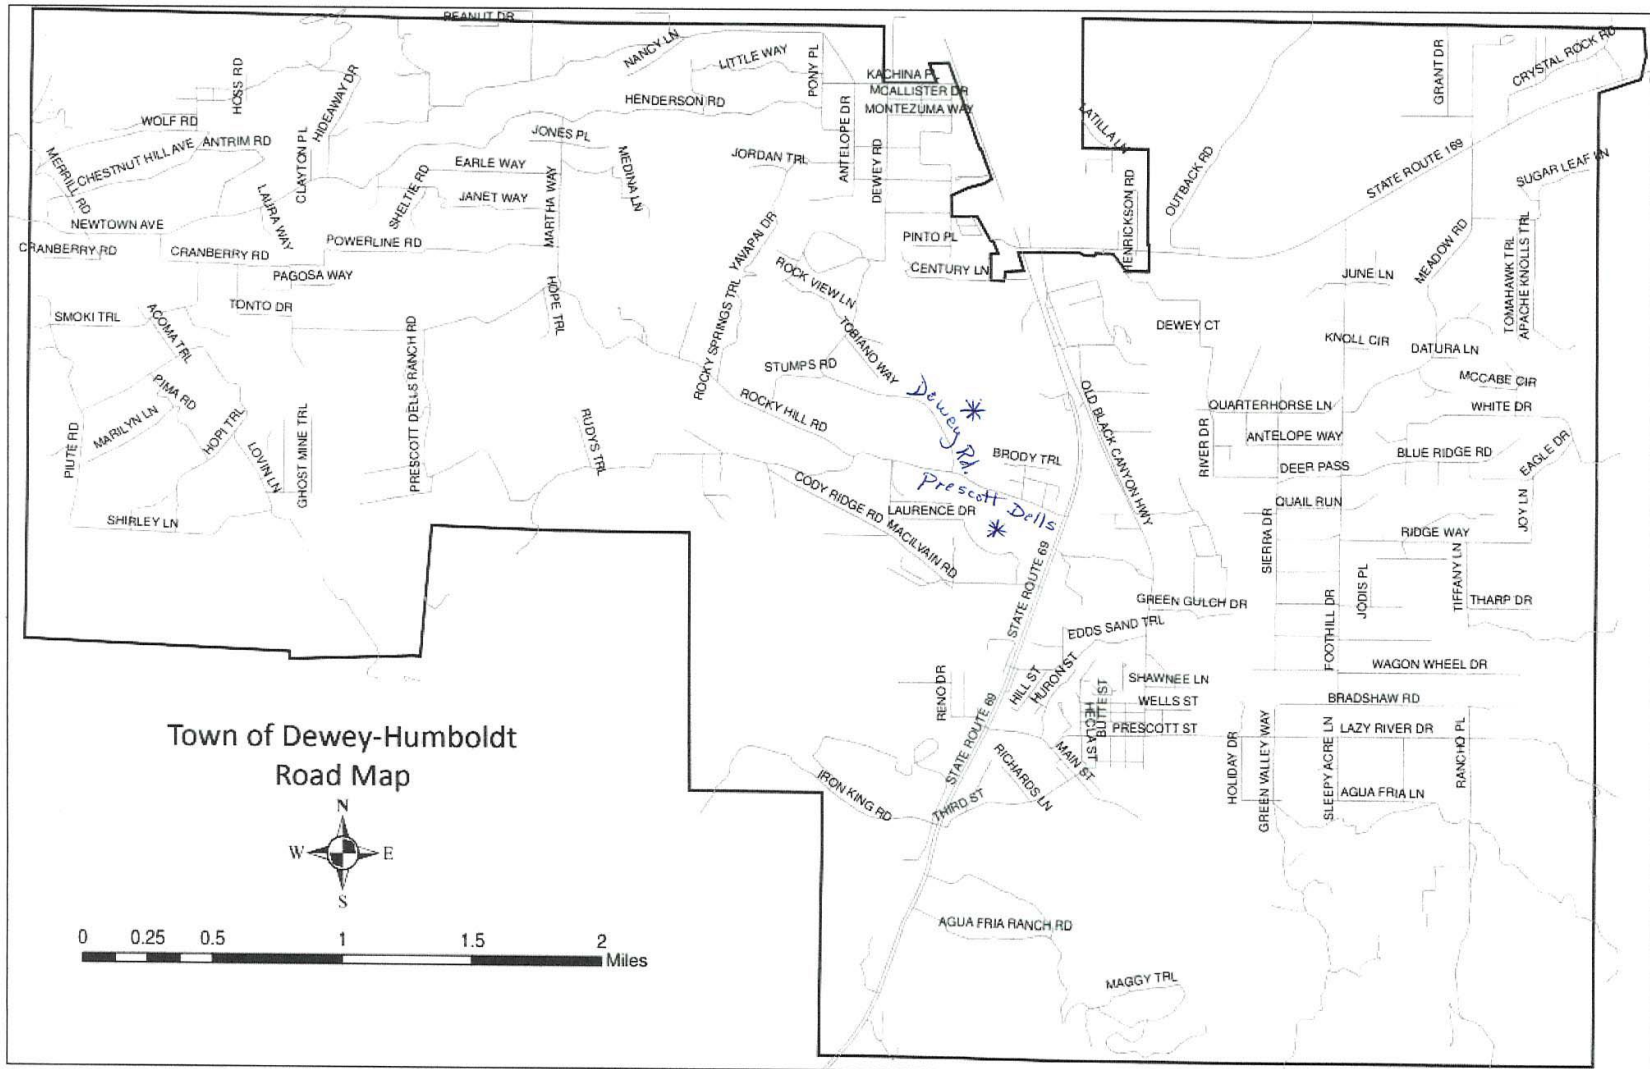 PEANUT DR
NANCY LN
LITTLE WAY
PONY PL
HOSS RD
HIDEAWAY DR
HENDERSON RD
KACHINA PL
MCALLISTER DR
MONTEZUMA WAY
LATILLA LN
GRANT DR
CRYSTAL ROCK RD
WOLF RD
ANTRIM RD
CLAYTON PL
JONES PL
MERRILL RD
CHESTNUT HILL AVE
EARLE WAY
JORDAN TRL
ANTELOPE DR
DEWEY RD
STATE ROUTE 169
SUGAR LEAF LN
LAURA WAY
SHELTIE RD
JANET WAY
MARTHA WAY
MEDINA LN
HENRICKSON RD
OUTBACK RD
NEWTOWN AVE
CRANBERRY RD
CRANBERRY RD
POWERLINE RD
YAVAPAI DR
PINTO PL
CENTURY LN
PAGOSA WAY
ROCK VIEW LN
JUNE LN
MEADOW RD
TOMAHAWK TRL
APACHE KNOLLS TRL
TONTO DR
HOPE TRL
SMOKI TRL
ACOMA TRL
ROCKY SPRINGS TRL
TOBIANO WAY
DEWEY CT
KNOLL CIR
DATURA LN
MCCABE CIR
PRESCOTT DELLS RANCH RD
STUMPS RD
PIMA RD
MARILYN LN
HOPI TRL
PIUTE RD
LOVIN LN
GHOST MINE TRL
RUDYS TRL
ROCKY HILL RD
Dewey Rd. *
OLD BLACK CANYON HWY
QUARTERHORSE LN
WHITE DR
ANTELOPE WAY
RIVER DR
BRODY TRL
DEER PASS
BLUE RIDGE RD
EAGLE DR
CODY RIDGE RD
Prescott Dells *
LAURENCE DR
QUAIL RUN
JOY LN
SHIRLEY LN
MACILVAIN RD
SIERRA DR
RIDGE WAY
STATE ROUTE 69
JODIS PL
TIFFANY LN
THARP DR
GREEN GULCH DR
EDDS SAND TRL
FOOTHILL DR
WAGON WHEEL DR
RENO DR
HILL ST
HURON ST
SHAWNEE LN
WELLS ST
BRADSHAW RD
HECLA ST
BUTTE ST
PRESCOTT ST
LAZY RIVER DR
STATE ROUTE 69
MAIN ST
RICHARDS LN
HOLIDAY DR
GREEN VALLEY WAY
SLEEPY ACRE LN
RANCHO PL
IRON KING RD
THIRD ST
AGUA FRIA LN
Town of Dewey-Humboldt
Road Map
N
W E
S
AGUA FRIA RANCH RD
0 0.25 0.5 1 1.5 2
Miles
MAGGY TRL